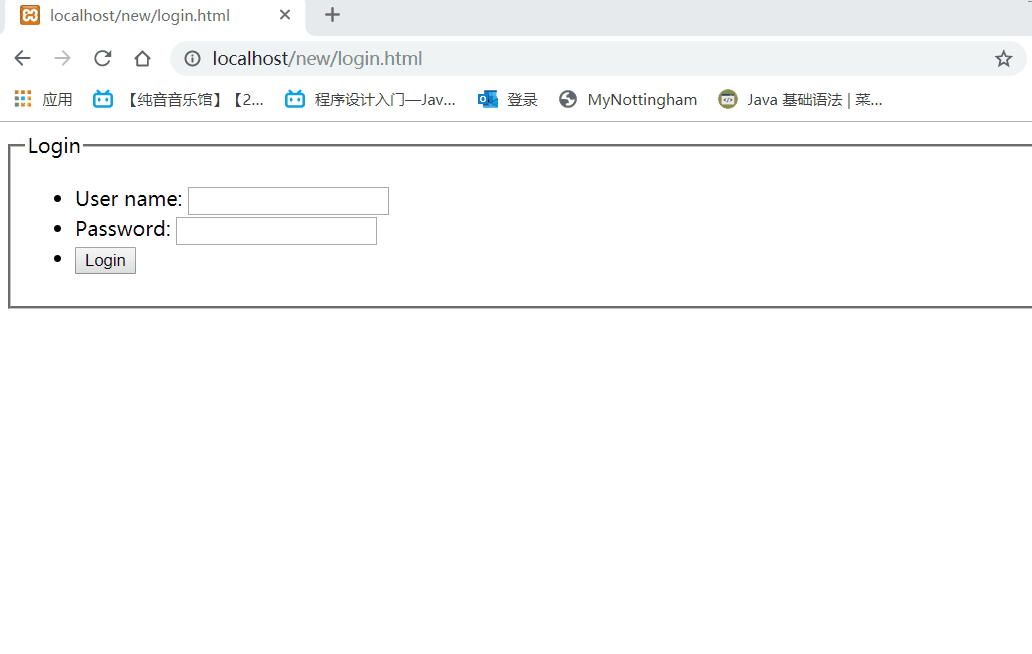 localhost/new/login.html
localhost/new/login.html
应用 【纯音音乐馆】【2... 程序设计入门—Jav... 登录 MyNottingham Java 基础语法 | 菜...
Login
User name:
Password:
Login